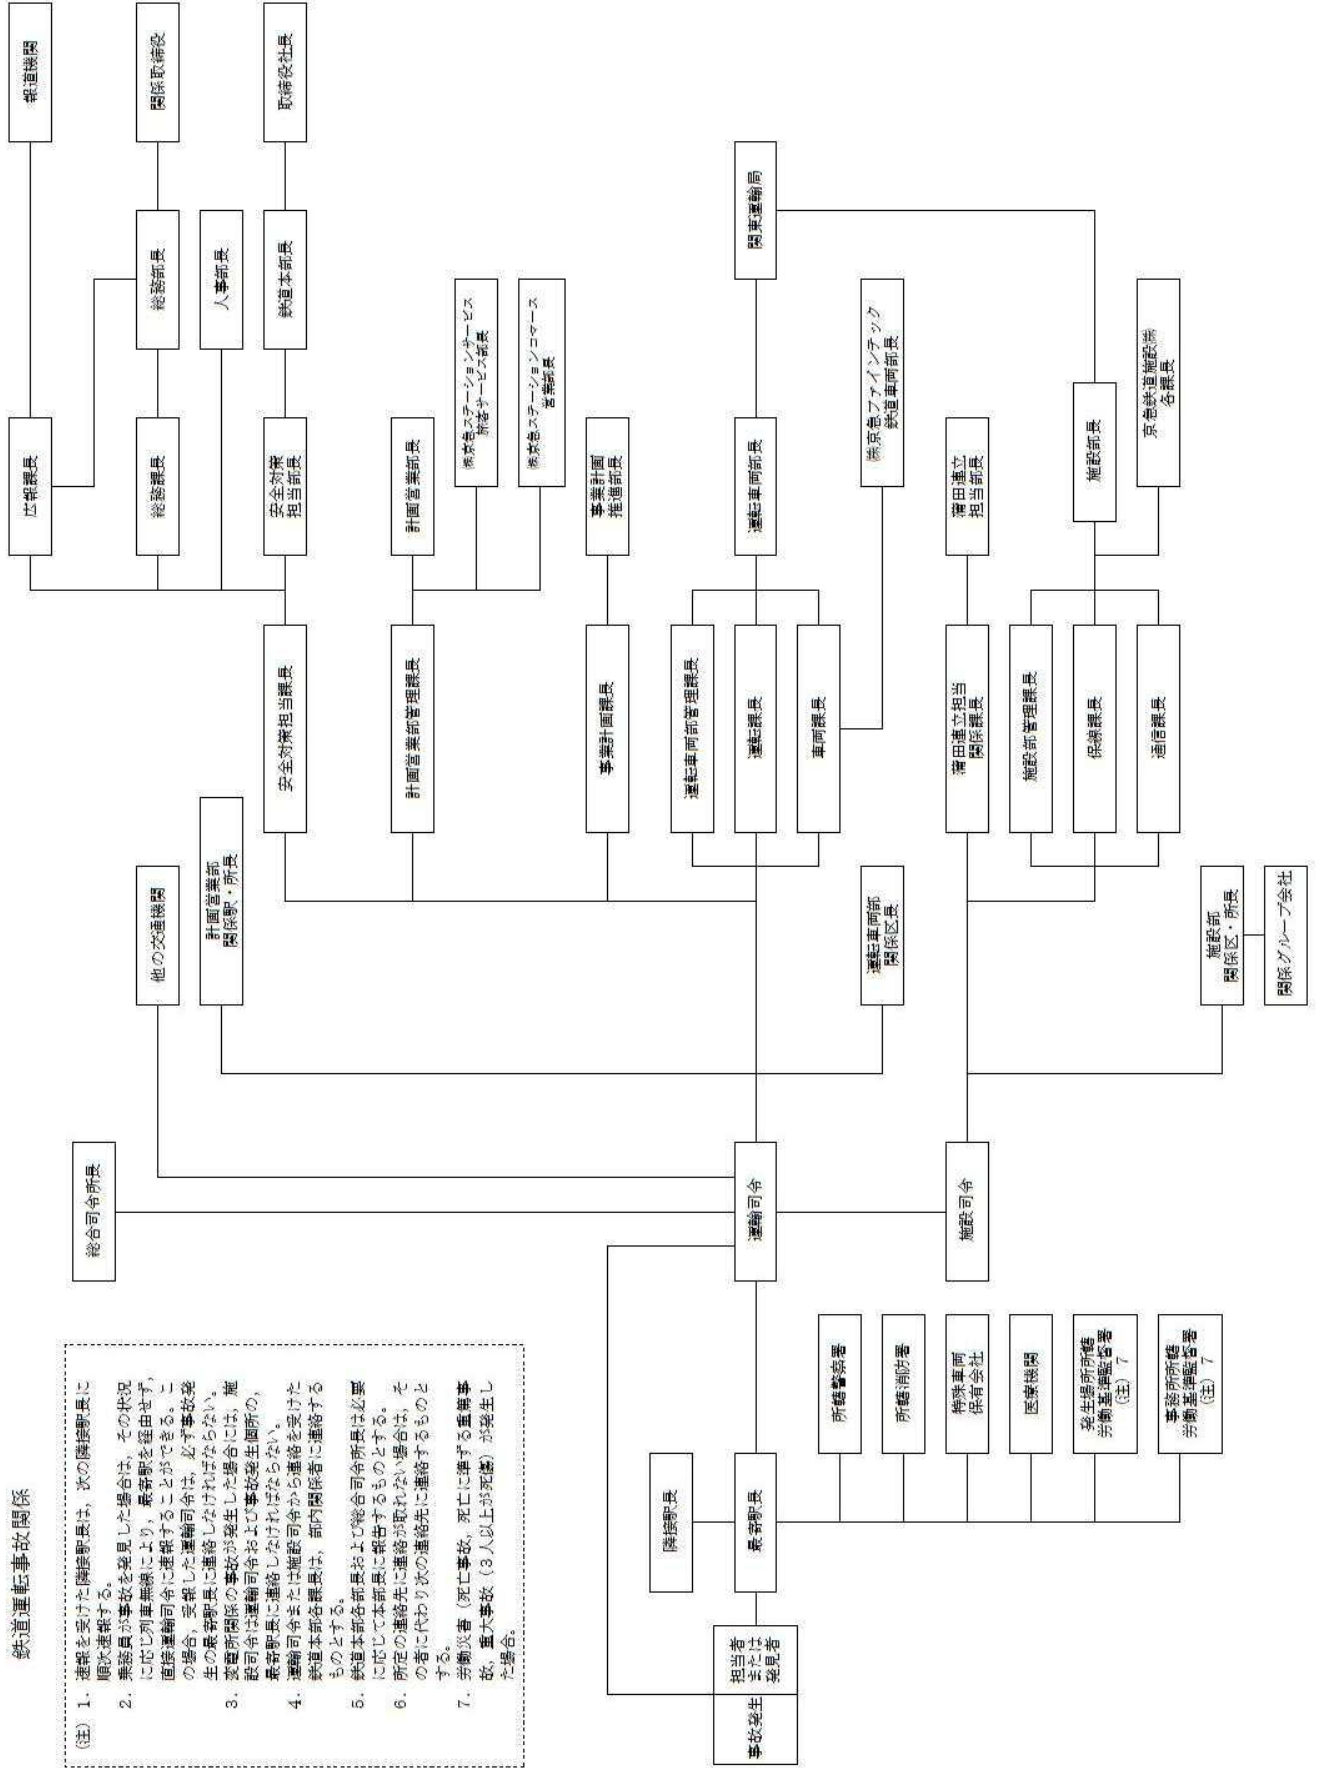 鉄道運転事故関係
(注) 1. 速報を受けた隣接駅長は，次の隣接駅長に
順次速報する。
2. 乗務員が事故を発見した場合は，その状況
に応じ列車無線により，最寄駅を経由せず，
直接運輸司令に速報することができる。こ
の場合，受報した運輸司令は，必ず事故発
生の最寄駅長に連絡しなければならない。
3. 変電所関係の事故が発生した場合には，施
設司令は運輸司令および事故発生個所の，
最寄駅長に連絡しなければならない。
4. 運輸司令または施設司令から連絡を受けた
鉄道本部各課長は，部内関係者に連絡する
ものとする。
5. 鉄道本部各部長および総合司令所長は必要
に応じて本部長に報告するものとする。
6. 所定の連絡先に連絡が取れない場合は，そ
の者に代わり次の連絡先に連絡するものと
する。
7. 労働災害（死亡事故，死亡に準ずる重篤事
故，重大事故（3人以上が死傷）が発生し
た場合。
事故発生
担当者
または
発見者
隣接駅長
最寄駅長
所轄警察署
所轄消防署
特殊車両
保有会社
医療機関
発生場所所轄
労働基準監督署
(注) 7
事務所所轄
労働基準監督署
(注) 7
総合司令所長
運輸司令
施設司令
他の交通機関
計画営業部
関係駅・所長
運転車両部
関係区長
施設部
関係区・所長
関係グループ会社
安全対策担当課長
計画営業部管理課長
事業計画課長
運転車両部管理課長
運転課長
車両課長
蒲田連立担当
関係課長
施設部管理課長
保線課長
通信課長
広報課長
総務課長
安全対策
担当部長
計画営業部長
㈱京急ステーションサービス
旅客サービス部長
㈱京急ステーションコマース
営業部長
事業計画
推進部長
運転車両部長
㈱京急ファインテック
鉄道車両部長
蒲田連立
担当部長
施設部長
京急鉄道施設㈱
各課長
総務部長
人事部長
鉄道本部長
関東運輸局
報道機関
関係取締役
取締役社長